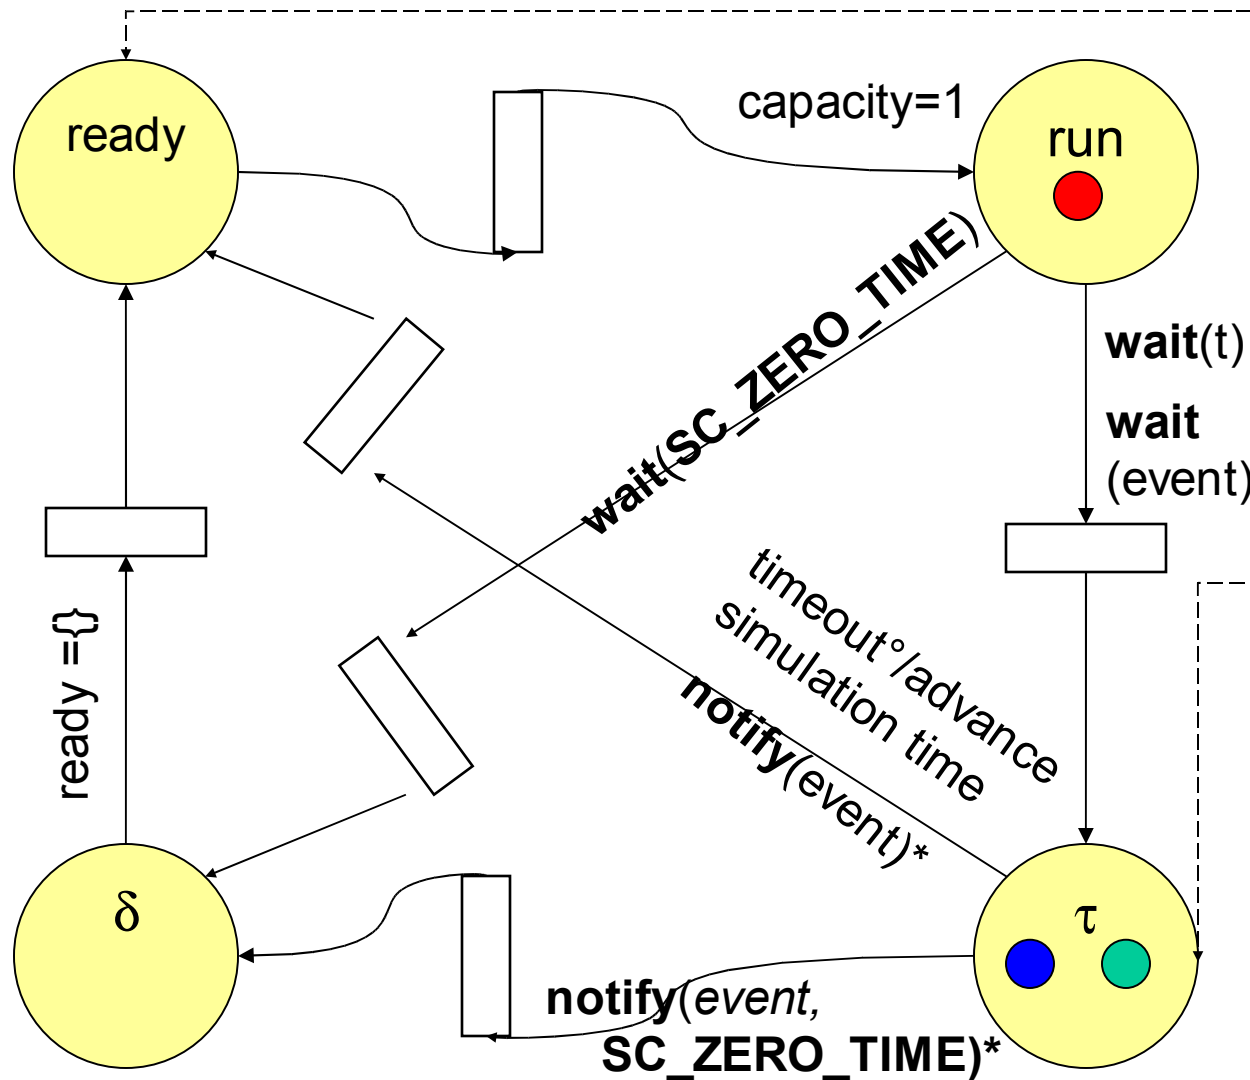 capacity=1
ready
run
wait(SC_ZERO_TIME)
wait(t)
wait
(event)
timeout°/advance
simulation time
notify(event)*
ready ={}
δ
τ
notify(event,
SC_ZERO_TIME)*